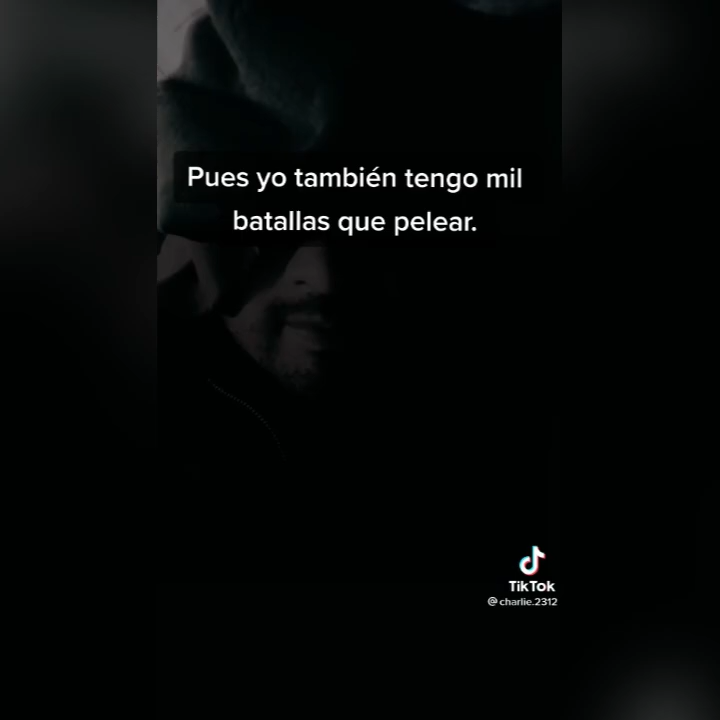 Pues yo también tengo mil
batallas que pelear.
TikTok
@charlie.2312